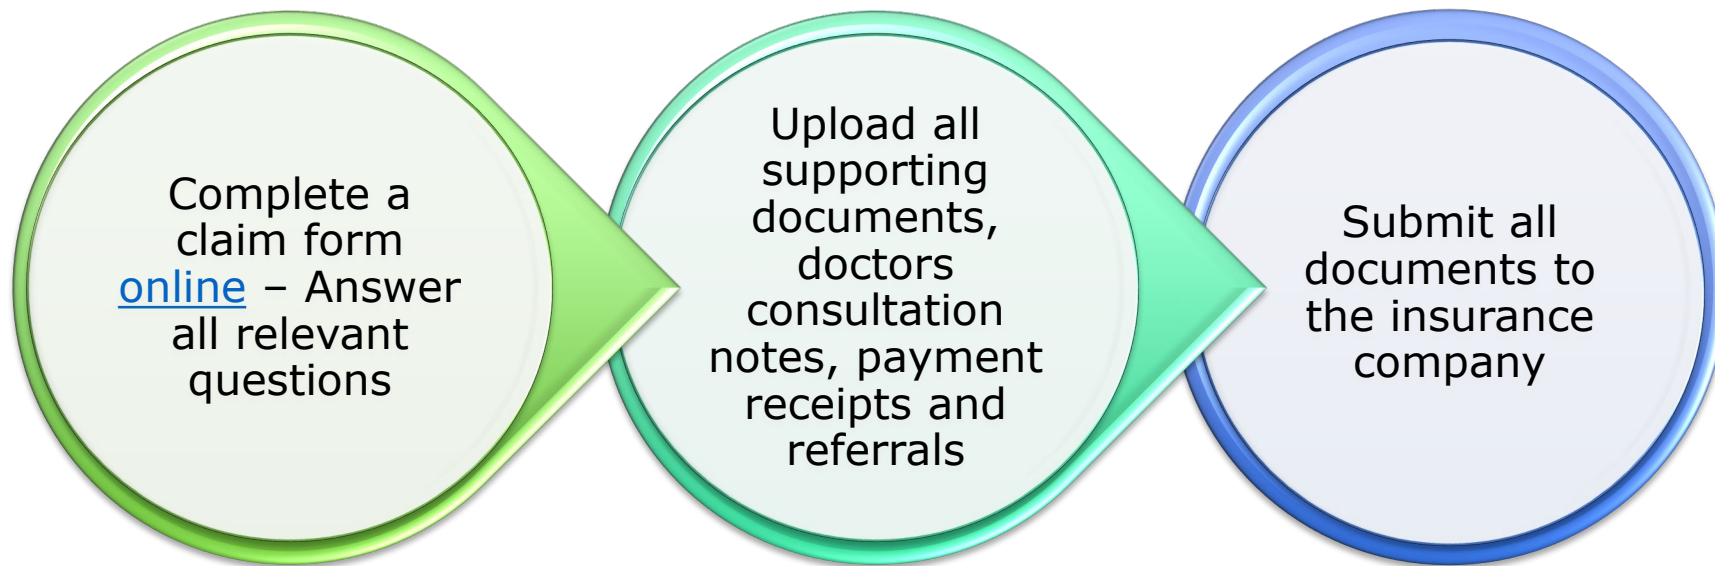 Complete a
claim form
online – Answer
all relevant
questions
Upload all
supporting
documents,
doctors
consultation
notes, payment
receipts and
referrals
Submit all
documents to
the insurance
company